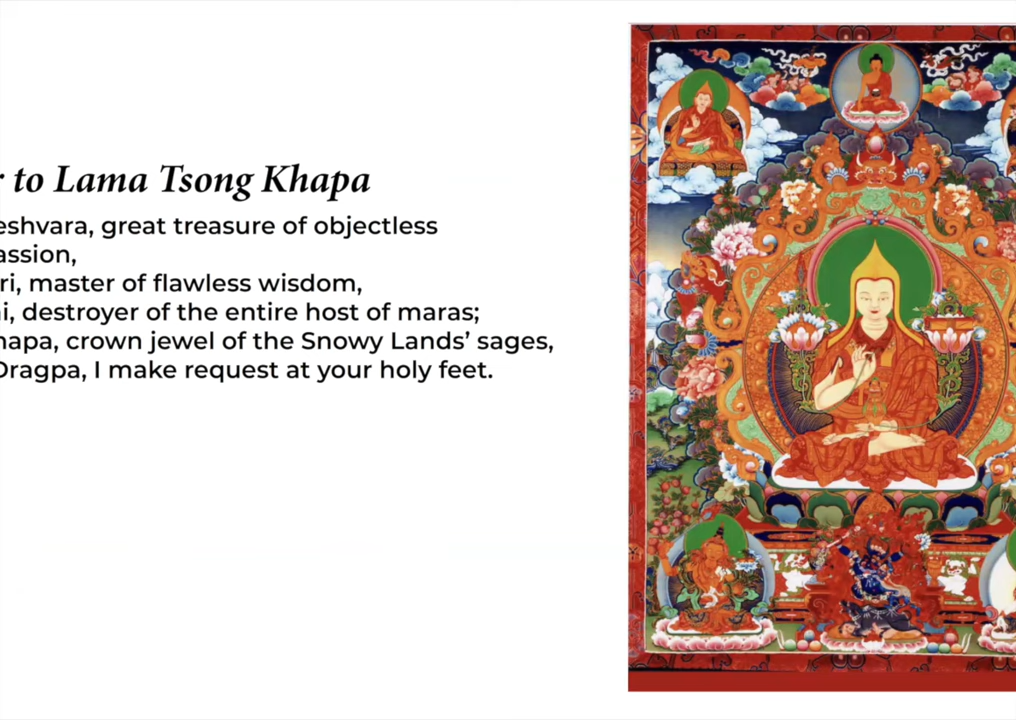 r to Lama Tsong Khapa
eshvara, great treasure of objectless
assion,
ri, master of flawless wisdom,
i, destroyer of the entire host of maras;
hapa, crown jewel of the Snowy Lands’ sages,
Dragpa, I make request at your holy feet.